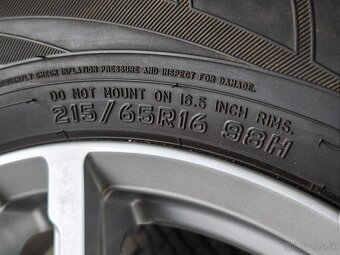 FREQUENTLY CHECK INFLATION PRESSURE AND INSPECT FOR DAMAGE.
DO NOT MOUNT ON 16.5 INCH RIMS.
215/65R16 98H